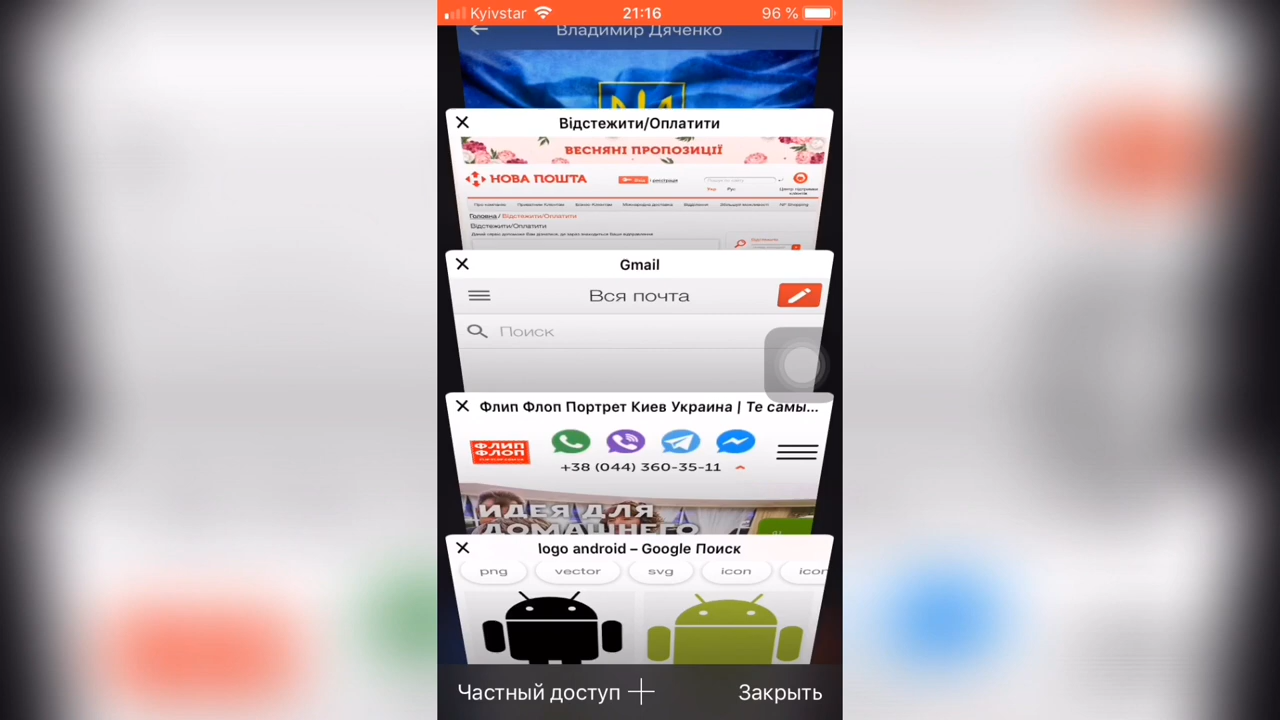 Kyivstar 21:16 96 %
Владимир Дяченко
Відстежити/Оплатити
ВЕСНЯНІ ПРОПОЗИЦІЇ
НОВА ПОШТА
Головна / Відстежити/Оплатити
Відстежити/Оплатити
Gmail
Вся почта
Поиск
Флип Флоп Портрет Киев Украина | Те самы...
ФЛИП
ФЛОП
+38 (044) 360-35-11
ИДЕЯ ДЛЯ
ДОМАШНЕГО
logo android – Google Поиск
png vector svg icon icon
Частный доступ Закрыть